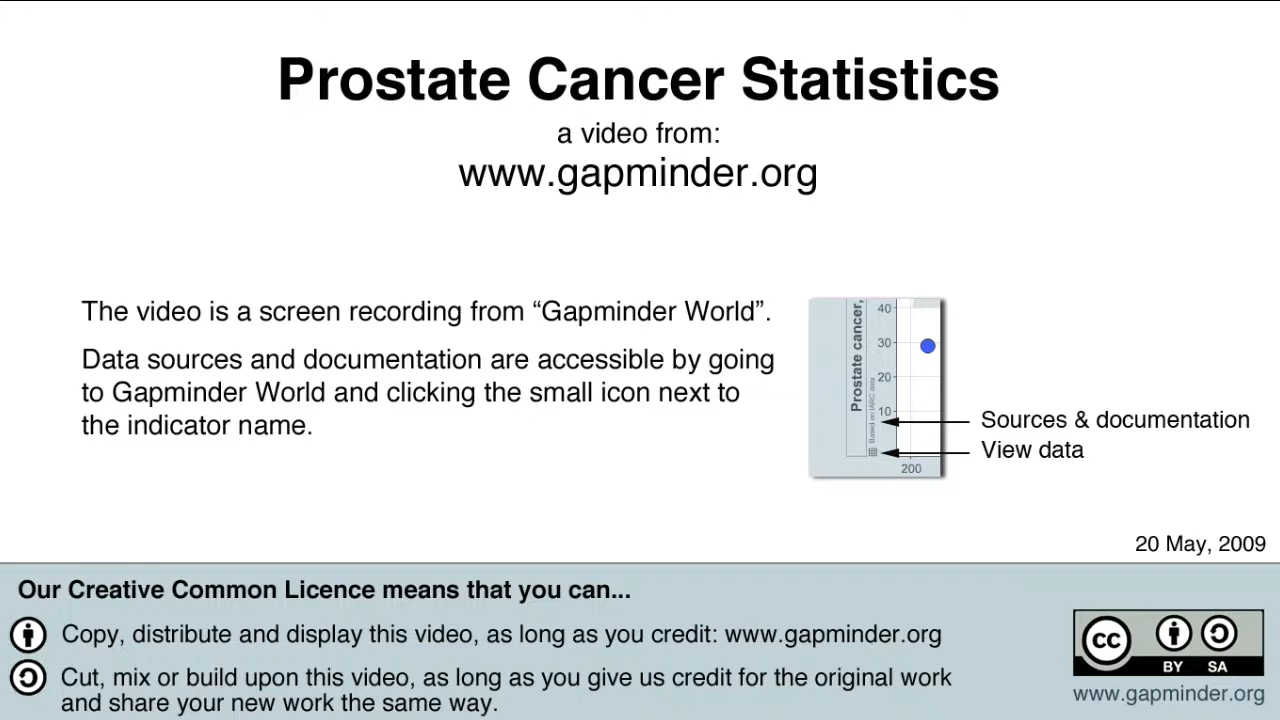 Prostate Cancer Statistics
a video from:
www.gapminder.org
The video is a screen recording from “Gapminder World”.
Data sources and documentation are accessible by going
to Gapminder World and clicking the small icon next to
the indicator name.
Prostate cancer,
Based on IARC data
40
30
20
10
200
Sources & documentation
View data
20 May, 2009
Our Creative Common Licence means that you can...
Copy, distribute and display this video, as long as you credit: www.gapminder.org
Cut, mix or build upon this video, as long as you give us credit for the original work
and share your new work the same way.
cc
BY SA
www.gapminder.org